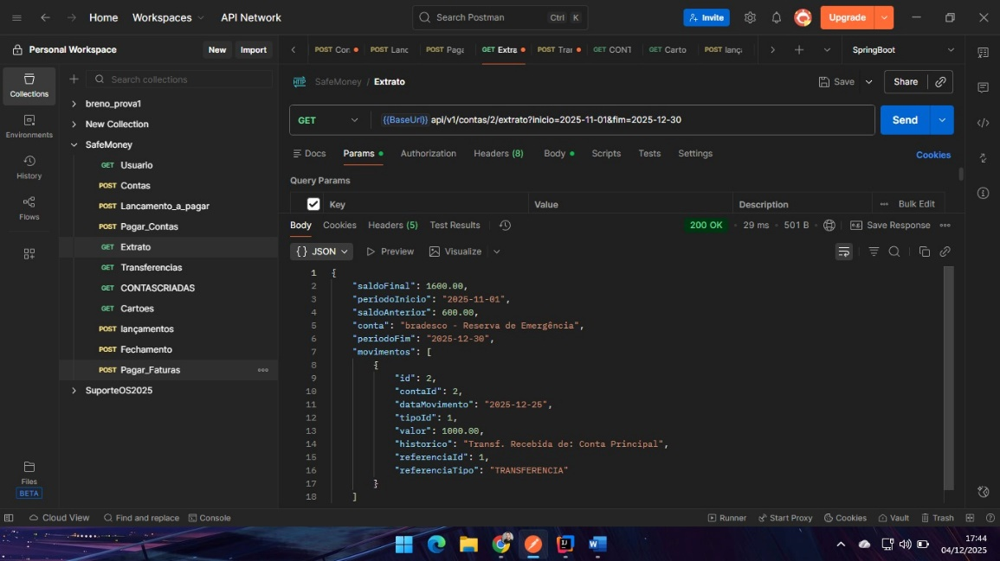 Home Workspaces API Network Search Postman Ctrl K Invite Upgrade
Personal Workspace New Import POST Con POST Lanc POST Paga GET Extra POST Trar GET CONT GET Carto POST lanç SpringBoot
Collections
Environments
History
Flows
Files
BETA
Search collections
breno_prova1
New Collection
SafeMoney
GET Usuario
POST Contas
POST Lancamento_a_pagar
POST Pagar_Contas
GET Extrato
GET Transferencias
GET CONTASCRIADAS
GET Cartoes
POST lançamentos
POST Fechamento
POST Pagar_Faturas
SuporteOS2025
HTTP SafeMoney / Extrato Save Share
GET {{BaseUrl}} api/v1/contas/2/extrato?inicio=2025-11-01&fim=2025-12-30 Send
Docs Params Authorization Headers (8) Body Scripts Tests Settings Cookies
Query Params
Key Value Description Bulk Edit
Body Cookies Headers (5) Test Results 200 OK 29 ms 501 B Save Response
{} JSON Preview Visualize
1 {
2 "saldoFinal": 1600.00,
3 "periodoInicio": "2025-11-01",
4 "saldoAnterior": 600.00,
5 "conta": "bradesco - Reserva de Emergência",
6 "periodoFim": "2025-12-30",
7 "movimentos": [
8 {
9 "id": 2,
10 "contaId": 2,
11 "dataMovimento": "2025-12-25",
12 "tipoId": 1,
13 "valor": 1000.00,
14 "historico": "Transf. Recebida de: Conta Principal",
15 "referenciaId": 1,
16 "referenciaTipo": "TRANSFERENCIA"
17 }
18 ]
Cloud View Find and replace Console Runner Start Proxy Cookies Vault Trash
17:44
04/12/2025